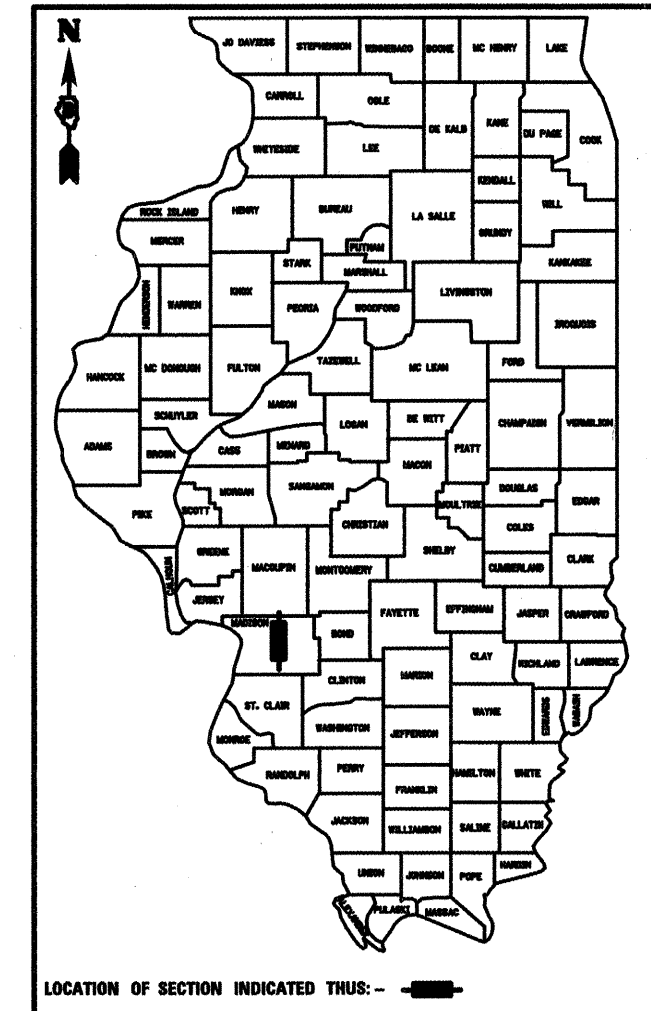 N
JO DAVIESS STEPHENSON WINNEBAGO BOONE MC HENRY LAKE
CARROLL OGLE DE KALB KANE DU PAGE COOK
WHITESIDE LEE
KENDALL
ROCK ISLAND HENRY BUREAU LA SALLE WILL
MERCER PUTNAM GRUNDY
STARK MARSHALL KANKAKEE
HENDERSON WARREN KNOX PEORIA WOODFORD LIVINGSTON IROQUOIS
HANCOCK MC DONOUGH FULTON TAZEWELL MC LEAN FORD
SCHUYLER MASON LOGAN DE WITT CHAMPAIGN VERMILION
ADAMS BROWN CASS MENARD MACON PIATT
PIKE SCOTT MORGAN SANGAMON CHRISTIAN MOULTRIE DOUGLAS EDGAR
COLES
CALHOUN GREENE MACOUPIN MONTGOMERY SHELBY CUMBERLAND CLARK
JERSEY FAYETTE EFFINGHAM JASPER CRAWFORD
MADISON BOND
CLINTON MARION CLAY RICHLAND LAWRENCE
ST. CLAIR WAYNE EDWARDS WABASH
MONROE WASHINGTON JEFFERSON
RANDOLPH PERRY FRANKLIN HAMILTON WHITE
JACKSON WILLIAMSON SALINE GALLATIN
UNION JOHNSON POPE HARDIN
ALEXANDER PULASKI MASSAC
LOCATION OF SECTION INDICATED THUS: -